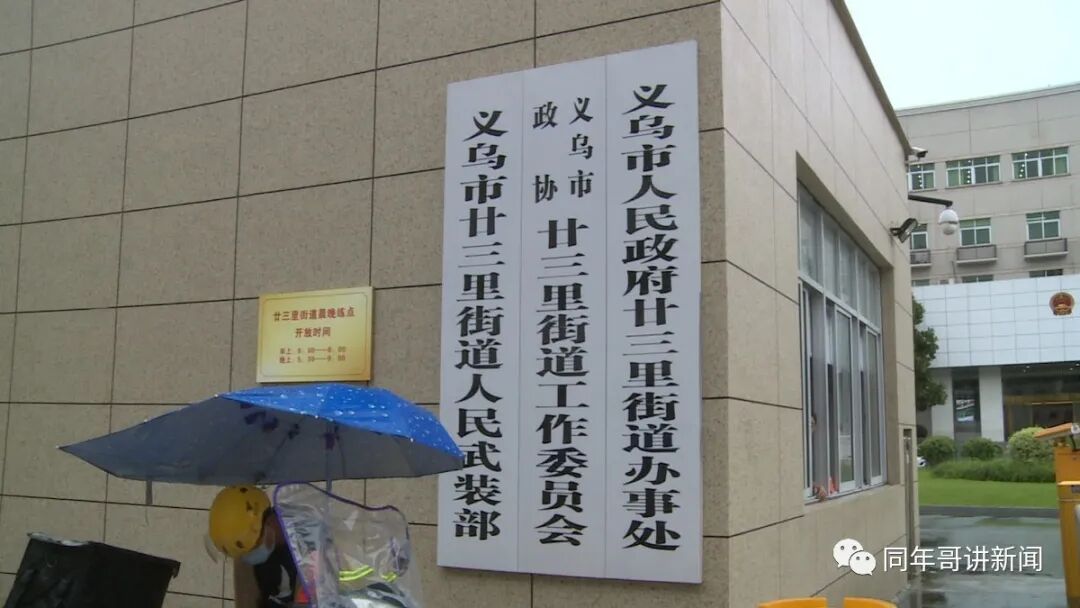 义乌市人民政府廿三里街道办事处
义乌市
政协
廿三里街道工作委员会
义乌市廿三里街道人民武装部
廿三里街道晨晚练点
开放时间
同年哥讲新闻